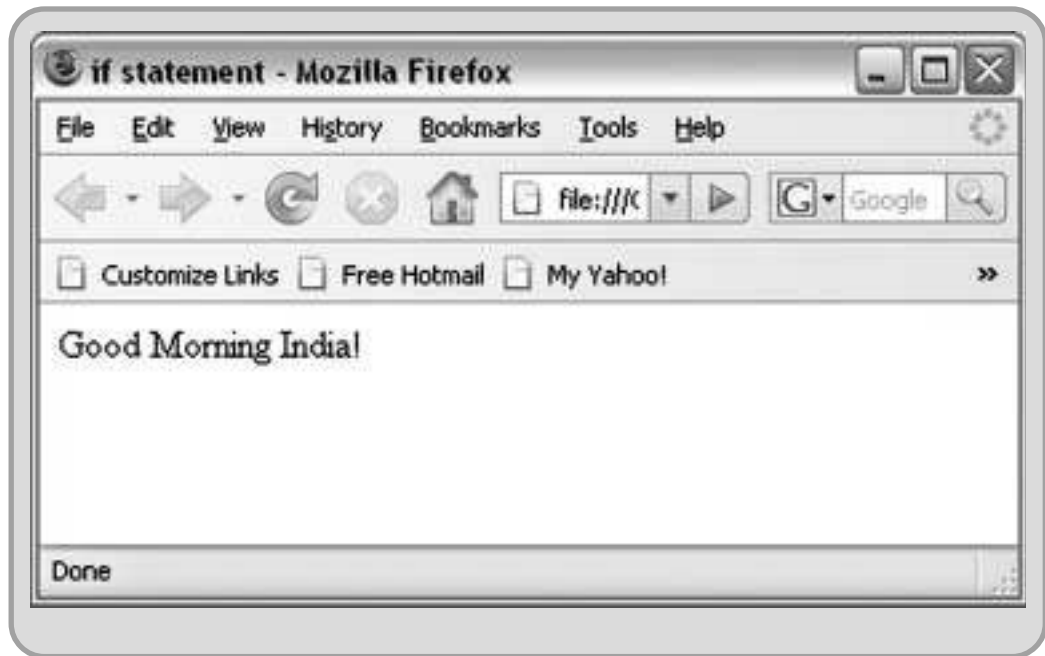 if statement - Mozilla Firefox
File Edit View History Bookmarks Tools Help
file:///C G Google
Customize Links Free Hotmail My Yahoo! »
Good Morning India!
Done